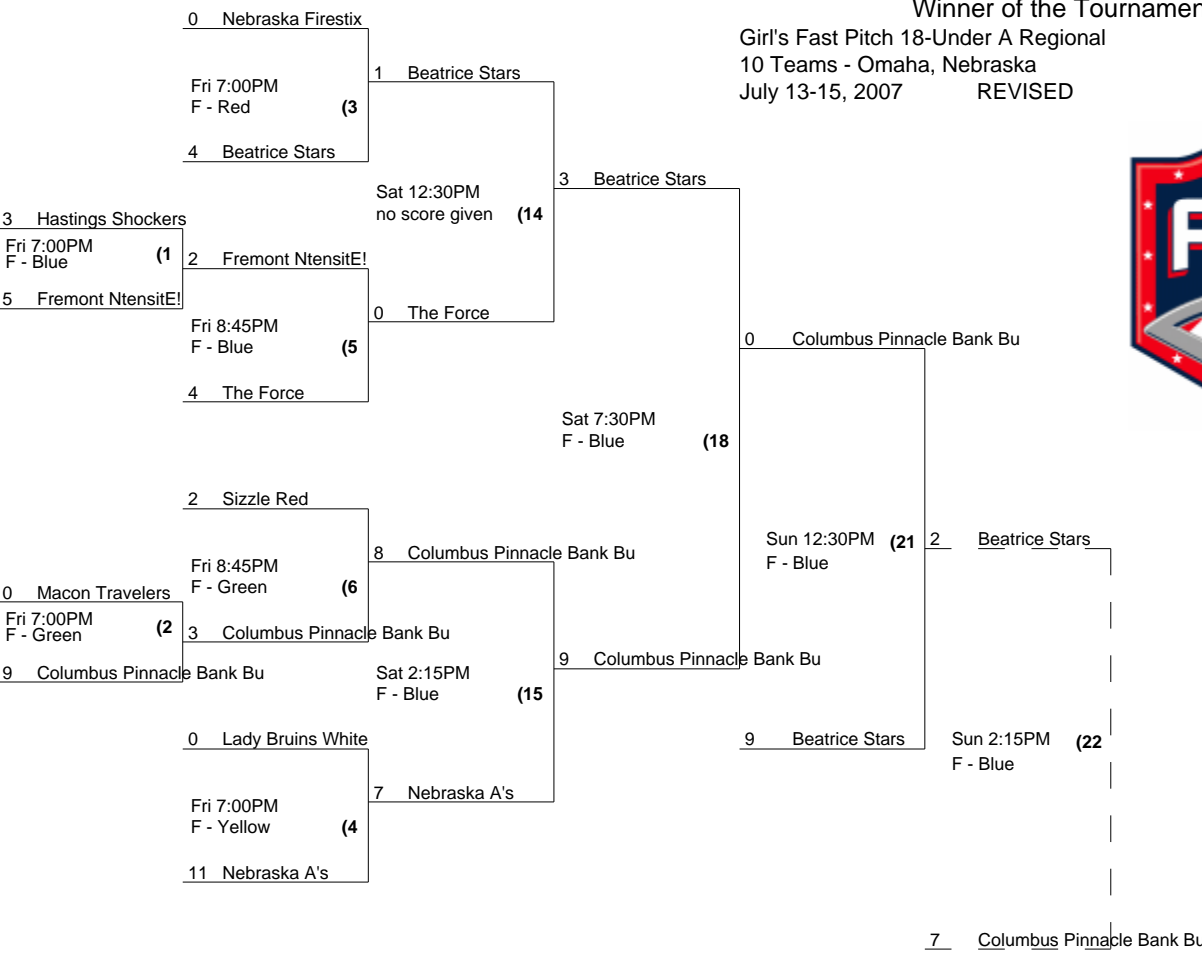 Winner of the Tournamen
Girl's Fast Pitch 18-Under A Regional
10 Teams - Omaha, Nebraska
July 13-15, 2007 REVISED
0 Nebraska Firestix
Fri 7:00PM
F - Red (3
4 Beatrice Stars
1 Beatrice Stars
Sat 12:30PM
no score given (14
3 Hastings Shockers
Fri 7:00PM
F - Blue (1
5 Fremont NtensitE!
2 Fremont NtensitE!
Fri 8:45PM
F - Blue (5
4 The Force
0 The Force
3 Beatrice Stars
Sat 7:30PM
F - Blue (18
2 Sizzle Red
Fri 8:45PM
F - Green (6
0 Macon Travelers
Fri 7:00PM
F - Green (2
9 Columbus Pinnacle Bank Bu
3 Columbus Pinnacle Bank Bu
8 Columbus Pinnacle Bank Bu
Sat 2:15PM
F - Blue (15
0 Lady Bruins White
Fri 7:00PM
F - Yellow (4
11 Nebraska A's
7 Nebraska A's
9 Columbus Pinnacle Bank Bu
0 Columbus Pinnacle Bank Bu
Sun 12:30PM (21
F - Blue
9 Beatrice Stars
2 Beatrice Stars
Sun 2:15PM (22
F - Blue
7 Columbus Pinnacle Bank Bu